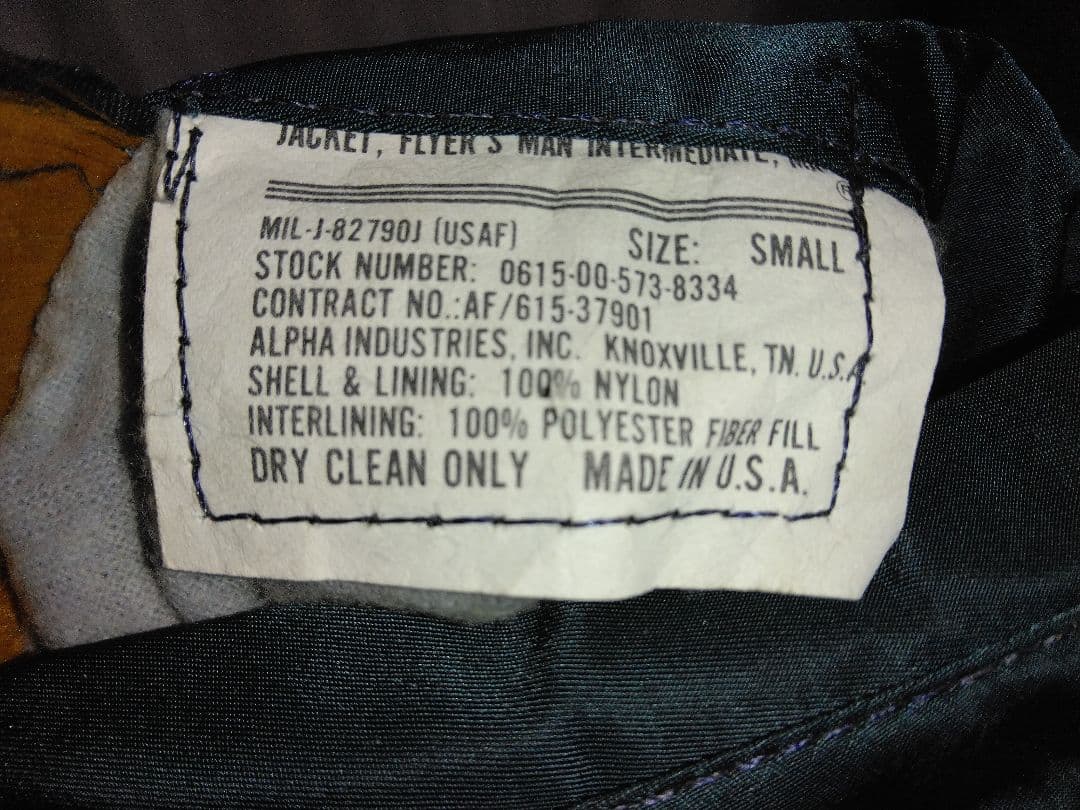 JACKET, FLYER'S MAN INTERMEDIATE,
®
MIL-J-82790J (USAF) SIZE: SMALL
STOCK NUMBER: 0615-00-573-8334
CONTRACT NO.:AF/615-37901
ALPHA INDUSTRIES, INC. KNOXVILLE, TN. U.S.A
SHELL & LINING: 100% NYLON
INTERLINING: 100% POLYESTER FIBER FILL
DRY CLEAN ONLY MADE IN U.S.A.